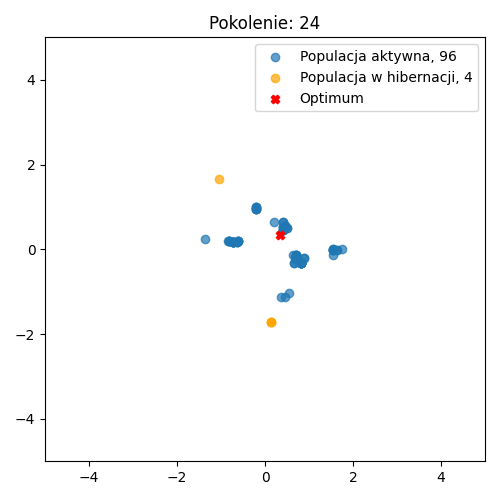 Pokolenie: 24
Populacja aktywna, 96
Populacja w hibernacji, 4
Optimum
4
2
0
−2
−4
−4 −2 0 2 4